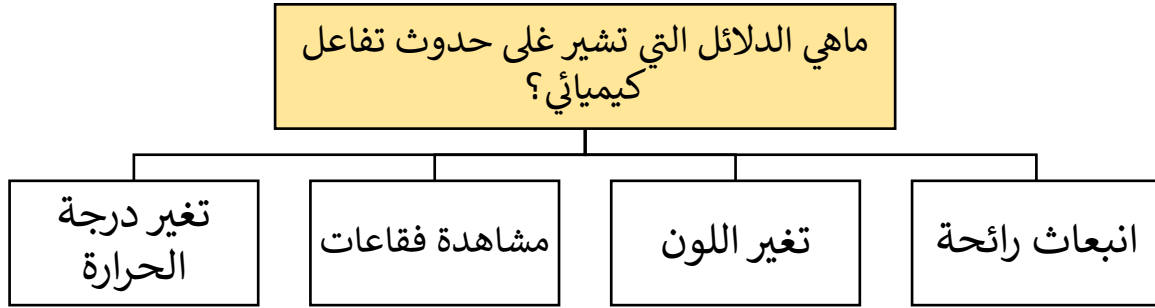 ماهي الدلائل التي تشير غلى حدوث تفاعل
كيميائي؟
انبعاث رائحة
تغير اللون
مشاهدة فقاعات
تغير درجة
الحرارة